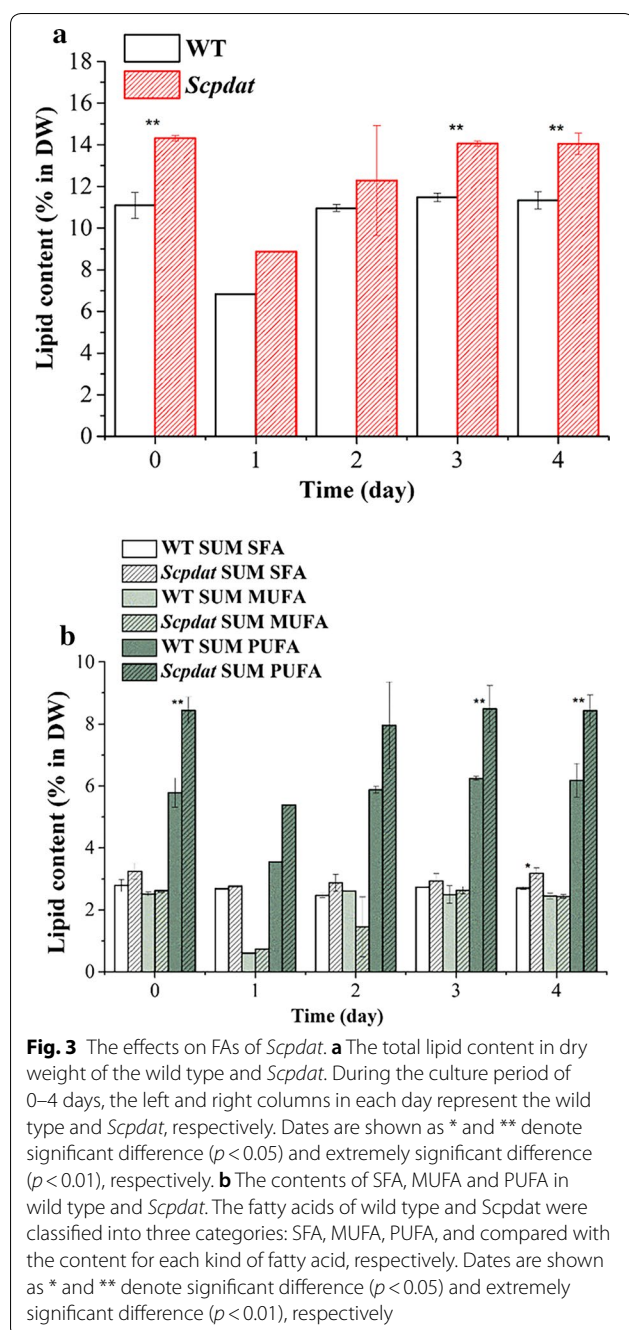 a
WT
Scpdat
Lipid content (% in DW)
18
16
14
12
10
8
6
4
2
0
** ** **
0 1 2 3 4
Time (day)
WT SUM SFA
Scpdat SUM SFA
WT SUM MUFA
Scpdat SUM MUFA
WT SUM PUFA
Scpdat SUM PUFA
b
Lipid content (% in DW)
10
8
6
4
2
0
** ** **
*
0 1 2 3 4
Time (day)
Fig. 3 The effects on FAs of Scpdat. a The total lipid content in dry
weight of the wild type and Scpdat. During the culture period of
0–4 days, the left and right columns in each day represent the wild
type and Scpdat, respectively. Dates are shown as * and ** denote
significant difference (p < 0.05) and extremely significant difference
(p < 0.01), respectively. b The contents of SFA, MUFA and PUFA in
wild type and Scpdat. The fatty acids of wild type and Scpdat were
classified into three categories: SFA, MUFA, PUFA, and compared with
the content for each kind of fatty acid, respectively. Dates are shown
as * and ** denote significant difference (p < 0.05) and extremely
significant difference (p < 0.01), respectively